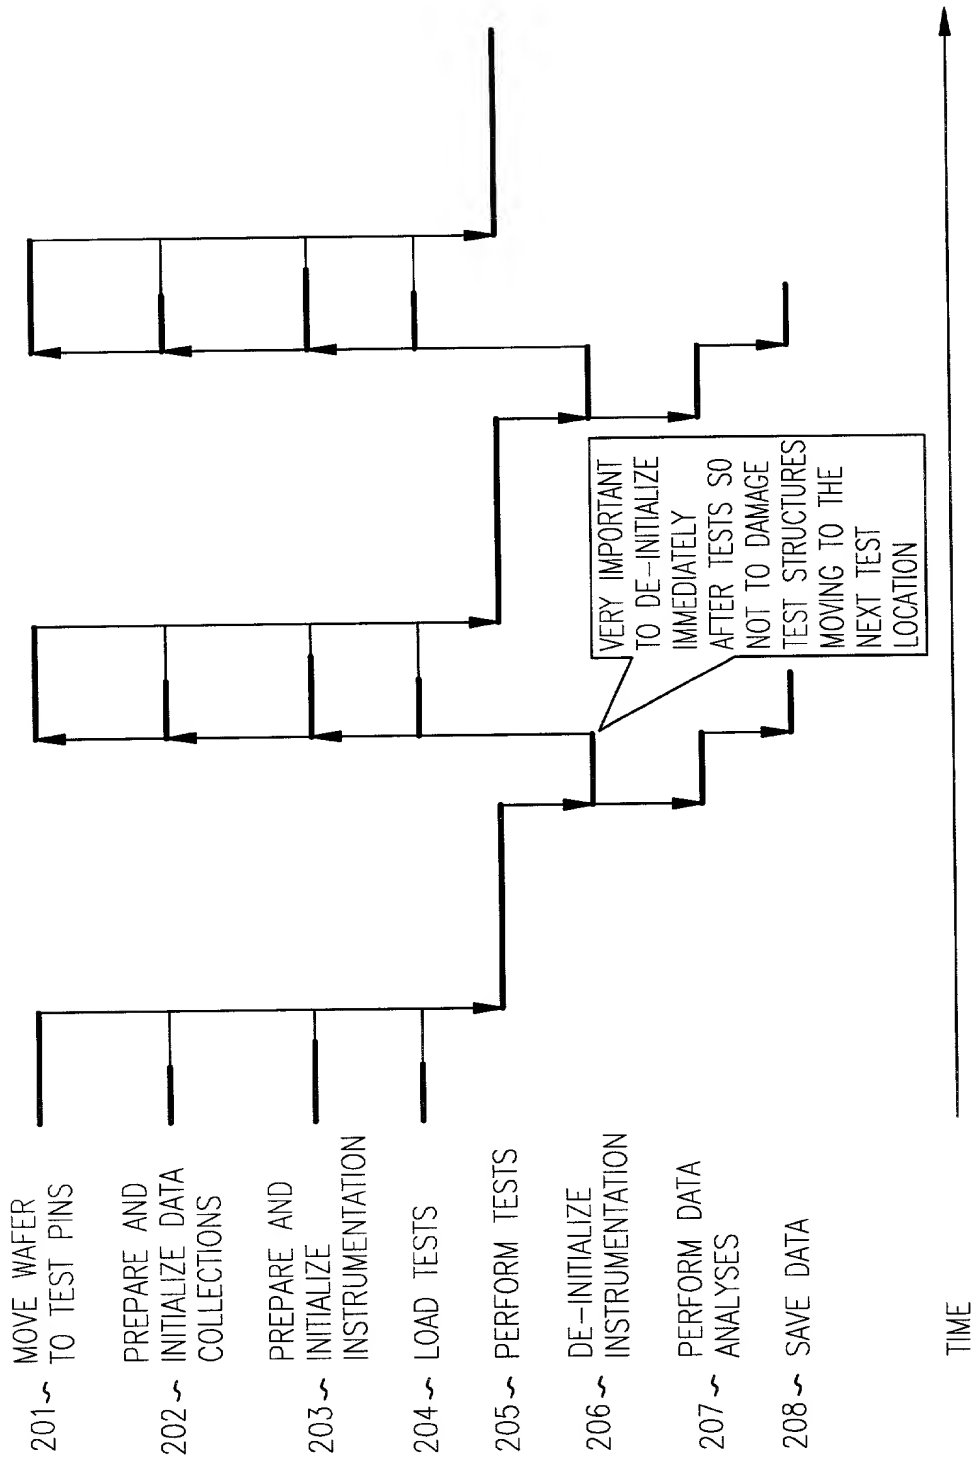 201~ MOVE WAFER
TO TEST PINS
202~ PREPARE AND
INITIALIZE DATA
COLLECTIONS
203~ PREPARE AND
INITIALIZE
INSTRUMENTATION
204~ LOAD TESTS
205~ PERFORM TESTS
206~ DE-INITIALIZE
INSTRUMENTATION
207~ PERFORM DATA
ANALYSES
208~ SAVE DATA
VERY IMPORTANT
TO DE-INITIALIZE
IMMEDIATELY
AFTER TESTS SO
NOT TO DAMAGE
TEST STRUCTURES
MOVING TO THE
NEXT TEST
LOCATION
TIME